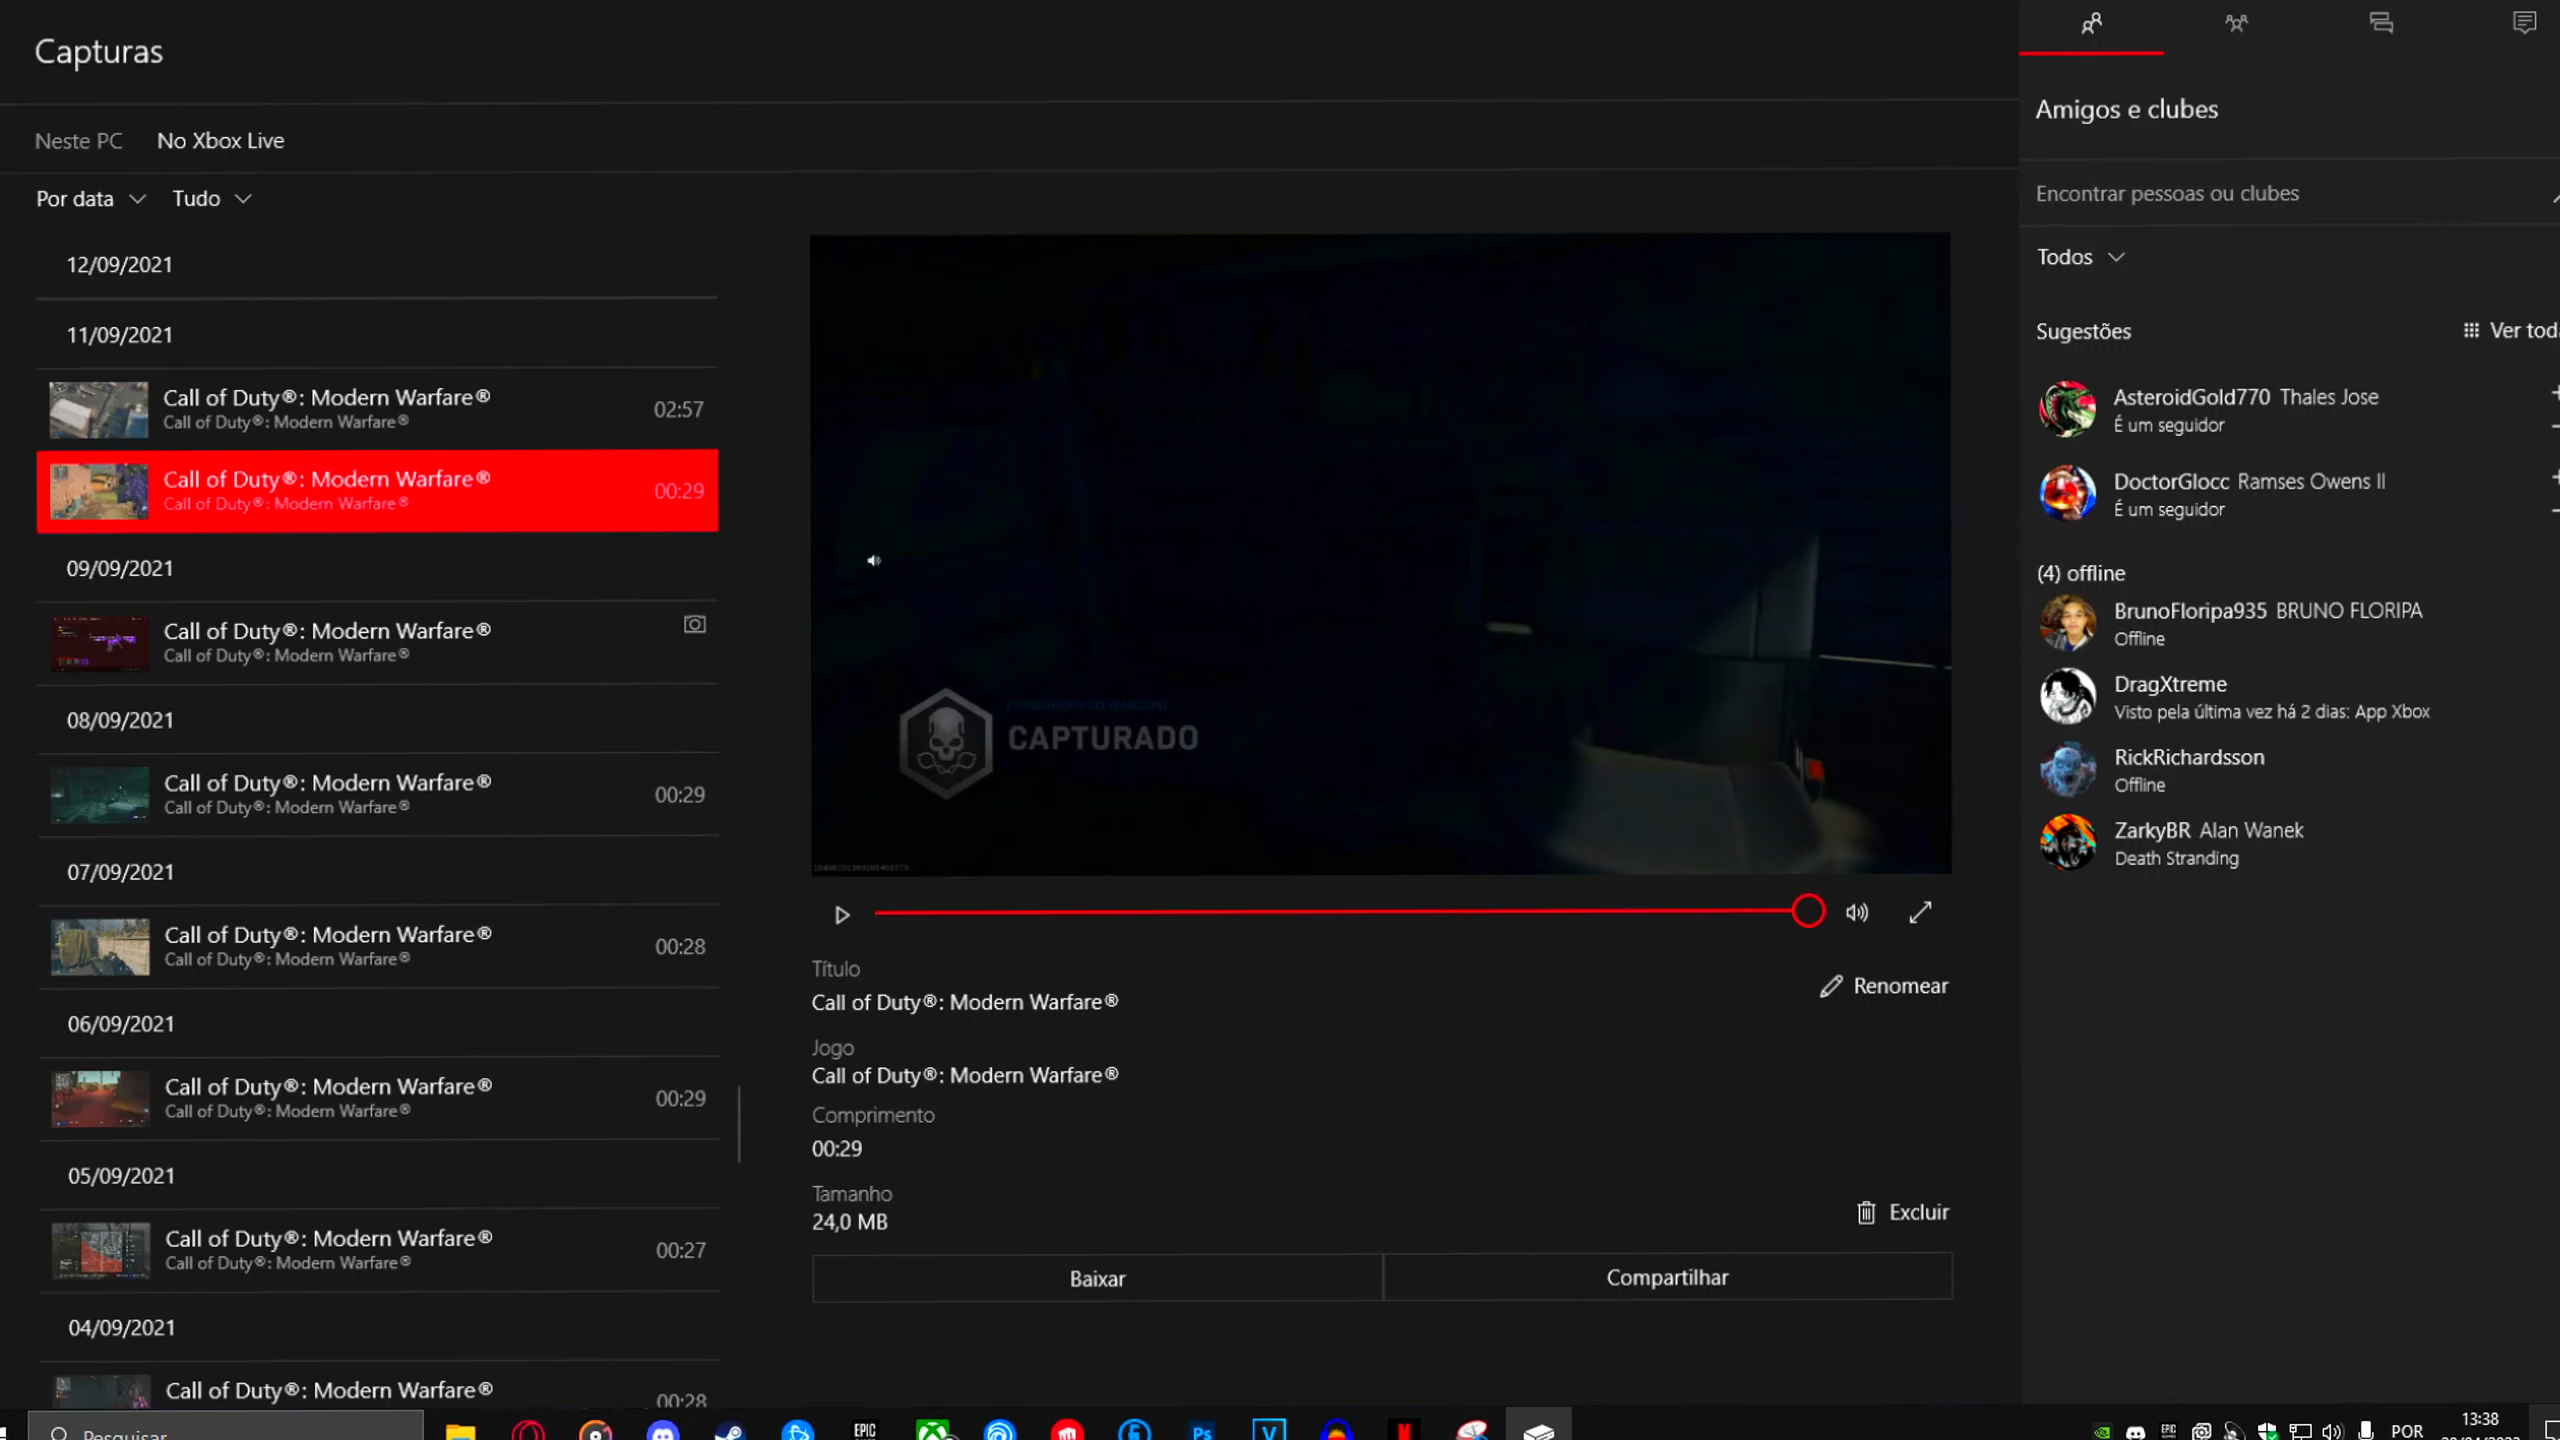 Capturas
Neste PC No Xbox Live
Por data Tudo
12/09/2021
11/09/2021
Call of Duty®: Modern Warfare®
Call of Duty®: Modern Warfare®
02:57
Call of Duty®: Modern Warfare®
Call of Duty®: Modern Warfare®
00:29
09/09/2021
Call of Duty®: Modern Warfare®
Call of Duty®: Modern Warfare®
08/09/2021
Call of Duty®: Modern Warfare®
Call of Duty®: Modern Warfare®
00:29
07/09/2021
Call of Duty®: Modern Warfare®
Call of Duty®: Modern Warfare®
00:28
06/09/2021
Call of Duty®: Modern Warfare®
Call of Duty®: Modern Warfare®
00:29
05/09/2021
Call of Duty®: Modern Warfare®
Call of Duty®: Modern Warfare®
00:27
04/09/2021
Call of Duty®: Modern Warfare®
00:28
PRISIONEIRO DO WARZONE
CAPTURADO
Título
Call of Duty®: Modern Warfare®
Renomear
Jogo
Call of Duty®: Modern Warfare®
Comprimento
00:29
Tamanho
24,0 MB
Excluir
Baixar
Compartilhar
Amigos e clubes
Encontrar pessoas ou clubes
Todos
Sugestões
Ver toda
AsteroidGold770 Thales Jose
É um seguidor
DoctorGlocc Ramses Owens II
É um seguidor
(4) offline
BrunoFloripa935 BRUNO FLORIPA
Offline
DragXtreme
Visto pela última vez há 2 dias: App Xbox
RickRichardsson
Offline
ZarkyBR Alan Wanek
Death Stranding
Pesquisar
EPIC
Ps
V
N
EPIC
POR
13:38